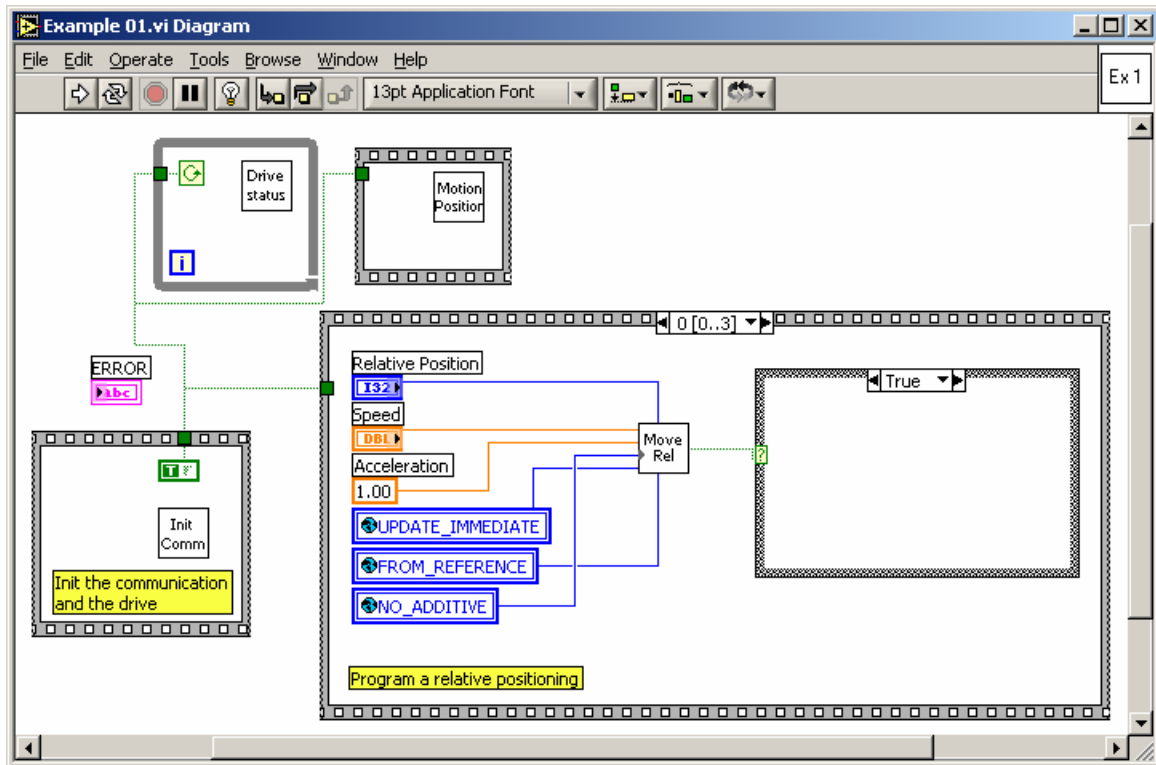 Example 01.vi Diagram
File Edit Operate Tools Browse Window Help
13pt Application Font
Ex 1
Drive
status
i
Motion
Position
0 [0..3]
ERROR
abc
T F
Init
Comm
Init the communication
and the drive
Relative Position
I32
Speed
DBL
Acceleration
1.00
UPDATE_IMMEDIATE
FROM_REFERENCE
NO_ADDITIVE
Move
Rel
True
?
Program a relative positioning